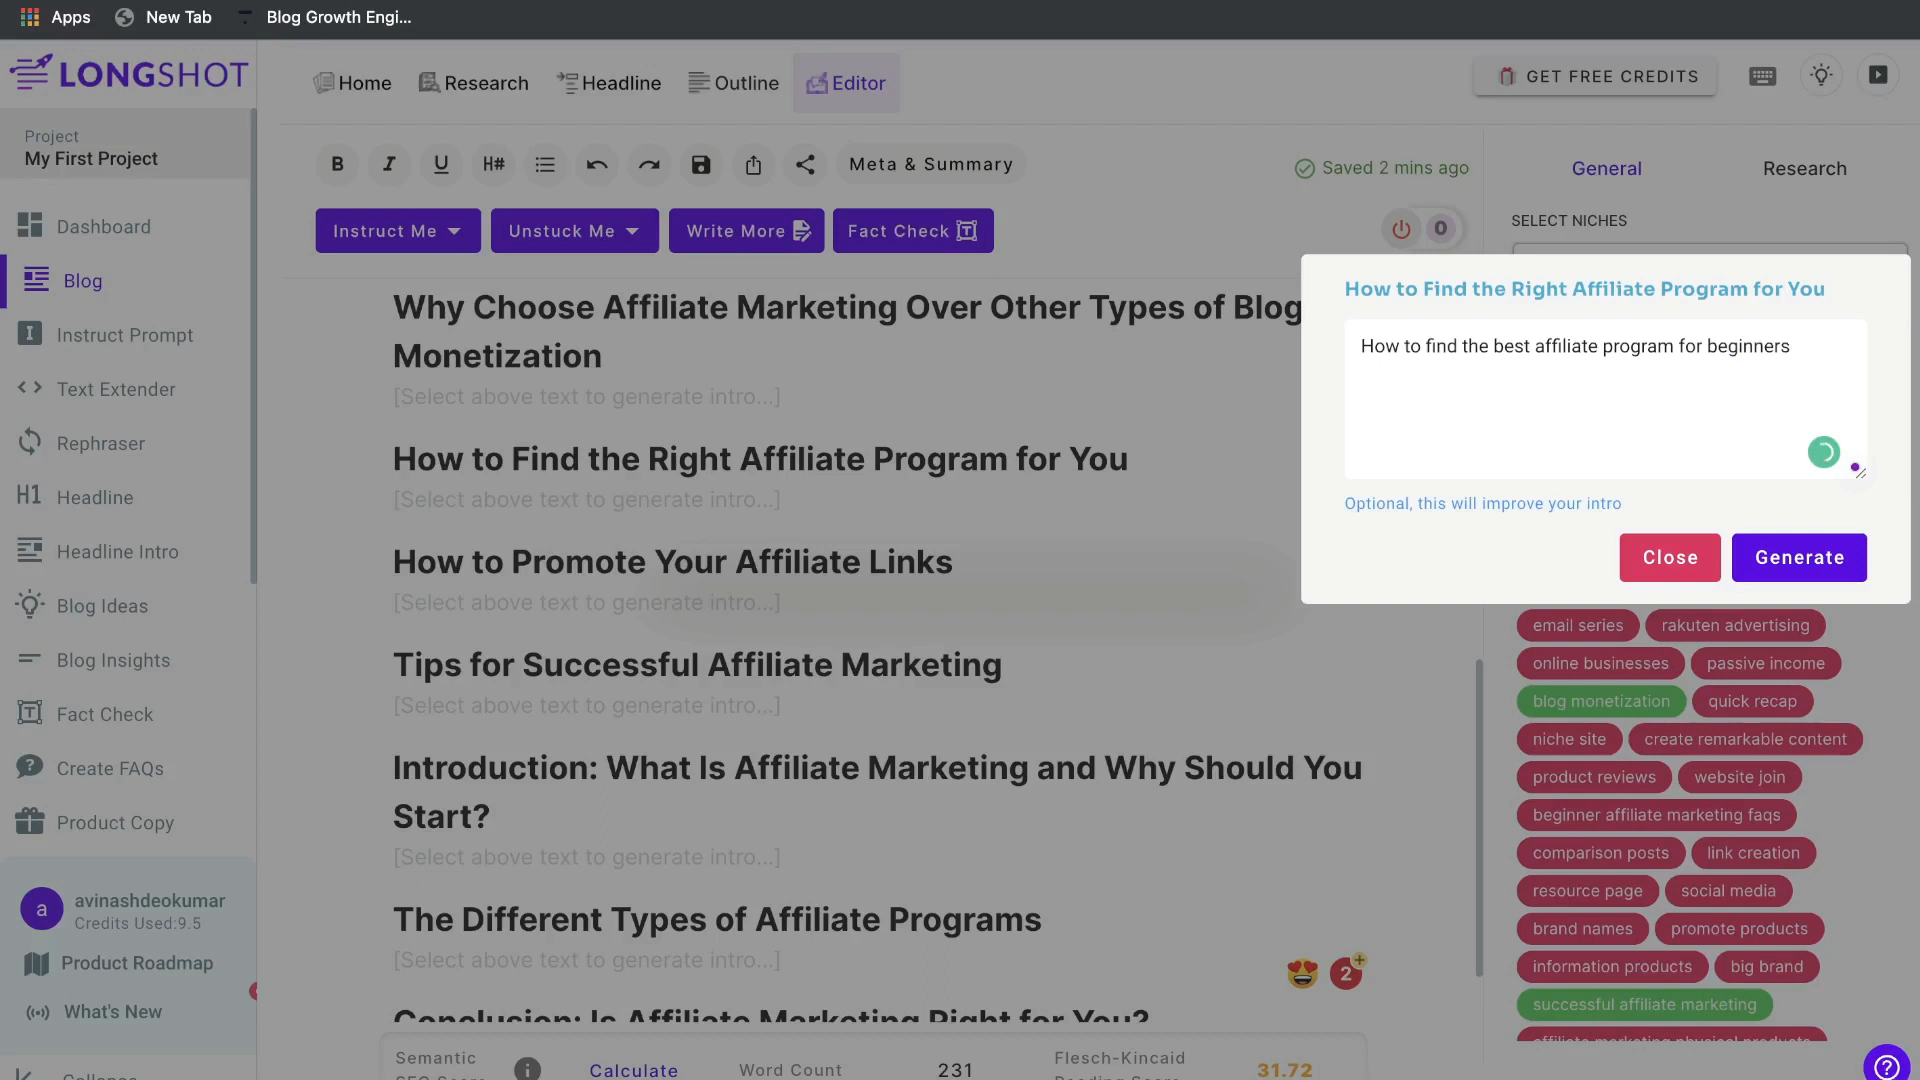 Apps
New Tab
Blog Growth Engi...
LONGSHOT
Home
Research
Headline
Outline
Editor
GET FREE CREDITS
Project
My First Project
B
I
U
H#
Meta & Summary
Saved 2 mins ago
General
Research
Instruct Me
Unstuck Me
Write More
Fact Check
0
SELECT NICHES
Dashboard
Blog
Instruct Prompt
Text Extender
Rephraser
H1 Headline
Headline Intro
Blog Ideas
Blog Insights
Fact Check
Create FAQs
Product Copy
a
avinashdeokumar
Credits Used:9.5
Product Roadmap
What's New
Collapse
Why Choose Affiliate Marketing Over Other Types of Blog
Monetization
[Select above text to generate intro...]
How to Find the Right Affiliate Program for You
[Select above text to generate intro...]
How to Promote Your Affiliate Links
[Select above text to generate intro...]
Tips for Successful Affiliate Marketing
[Select above text to generate intro...]
Introduction: What Is Affiliate Marketing and Why Should You
Start?
[Select above text to generate intro...]
The Different Types of Affiliate Programs
[Select above text to generate intro...]
Conclusion: Is Affiliate Marketing Right for You?
2
Semantic
SEO Score
Calculate
Word Count
231
Flesch-Kincaid
Reading Score
31.72
How to Find the Right Affiliate Program for You
How to find the best affiliate program for beginners
Optional, this will improve your intro
Close
Generate
email series
rakuten advertising
online businesses
passive income
blog monetization
quick recap
niche site
create remarkable content
product reviews
website join
beginner affiliate marketing faqs
comparison posts
link creation
resource page
social media
brand names
promote products
information products
big brand
successful affiliate marketing
affiliate marketing physical products